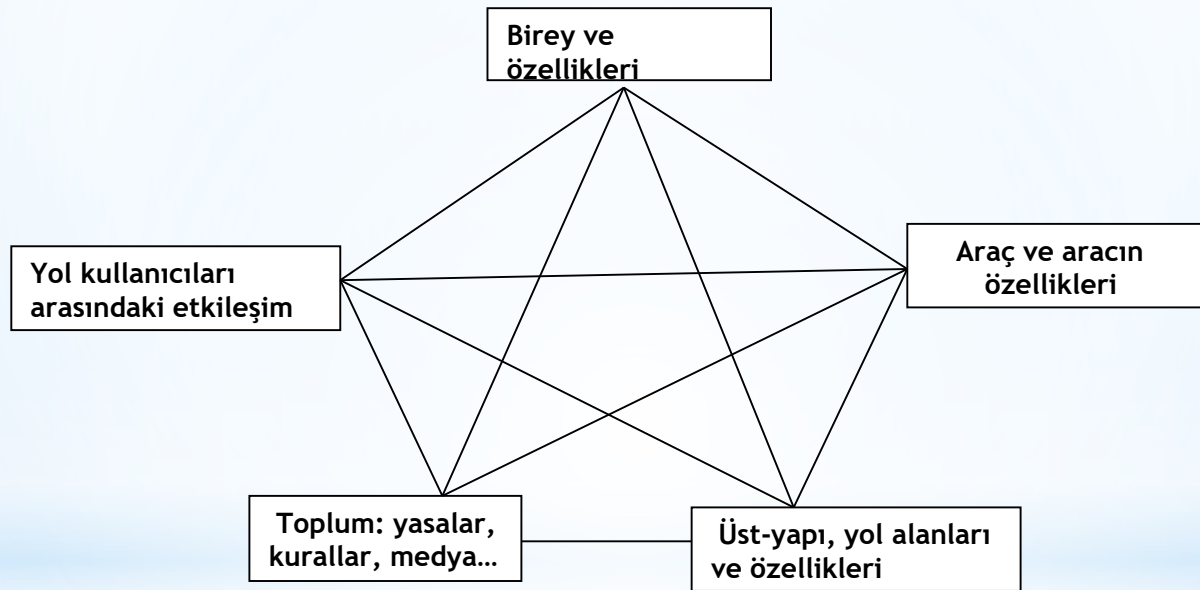 Birey ve
özellikleri
Yol kullanıcıları
arasındaki etkileşim
Araç ve aracın
özellikleri
Toplum: yasalar,
kurallar, medya…
Üst-yapı, yol alanları
ve özellikleri